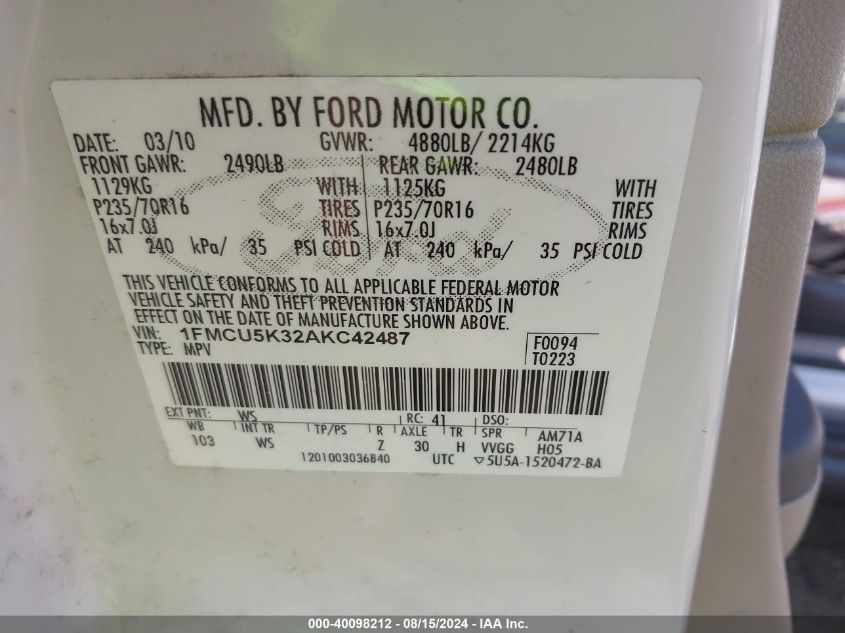 MFD. BY FORD MOTOR CO.
DATE: 03/10 GVWR: 4880LB/ 2214KG
FRONT GAWR: 2490LB REAR GAWR: 2480LB
1129KG WITH 1125KG WITH
P235/70R16 TIRES P235/70R16 TIRES
16x7.0J RIMS 16x7.0J RIMS
AT 240 kPa/ 35 PSI COLD AT 240 kPa/ 35 PSI COLD
Ford
THIS VEHICLE CONFORMS TO ALL APPLICABLE FEDERAL MOTOR
VEHICLE SAFETY AND THEFT PREVENTION STANDARDS IN
EFFECT ON THE DATE OF MANUFACTURE SHOWN ABOVE.
VIN: 1FMCU5K32AKC42487 F0094
TYPE: MPV T0223
EXT PNT: WS RC: 41 DSO:
WB INT TR TP/PS R AXLE TR SPR AM71A
103 WS Z 30 H VVGG H05
1201003036840 UTC ▽5U5A-1520472-BA
000-40098212 - 08/15/2024 - IAA Inc.